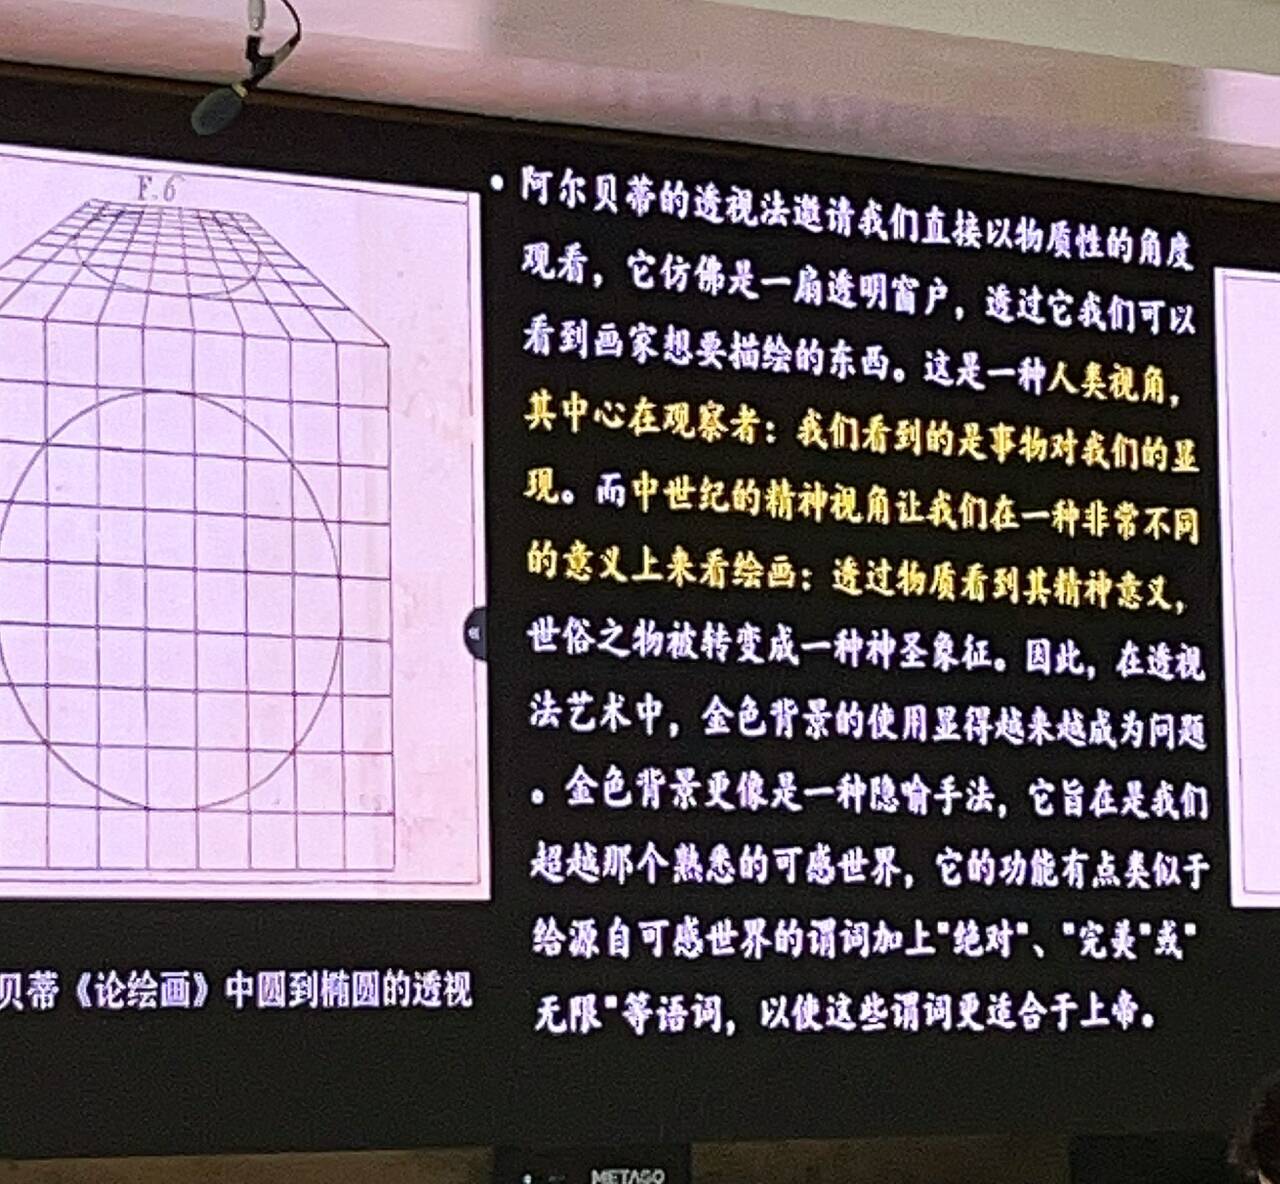 F.6
• 阿尔贝蒂的透视法邀请我们直接以物质性的角度
观看，它仿佛是一扇透明窗户，透过它我们可以
看到画家想要描绘的东西。这是一种人类视角，
其中心在观察者：我们看到的是事物对我们的显
现。而中世纪的精神视角让我们在一种非常不同
的意义上来看绘画：透过物质看到其精神意义，
世俗之物被转变成一种神圣象征。因此，在透视
法艺术中，金色背景的使用显得越来越成为问题
。金色背景更像是一种隐喻手法，它旨在是我们
超越那个熟悉的可感世界，它的功能有点类似于
给源自可感世界的谓词加上"绝对"、"完美"或"
无限"等语词，以使这些谓词更适合于上帝。
贝蒂《论绘画》中圆到椭圆的透视
METAGO